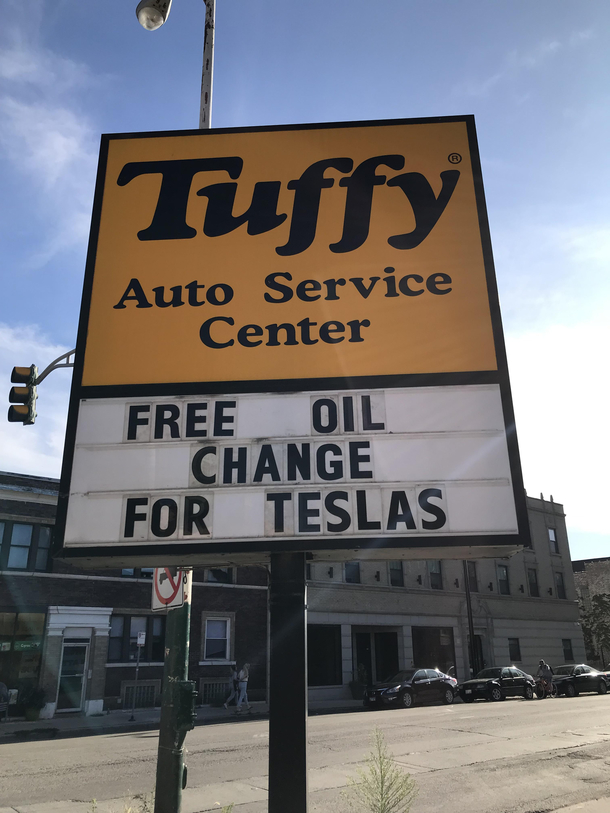 Tuffy®
Auto Service
Center
FREE OIL
CHANGE
FOR TESLAS